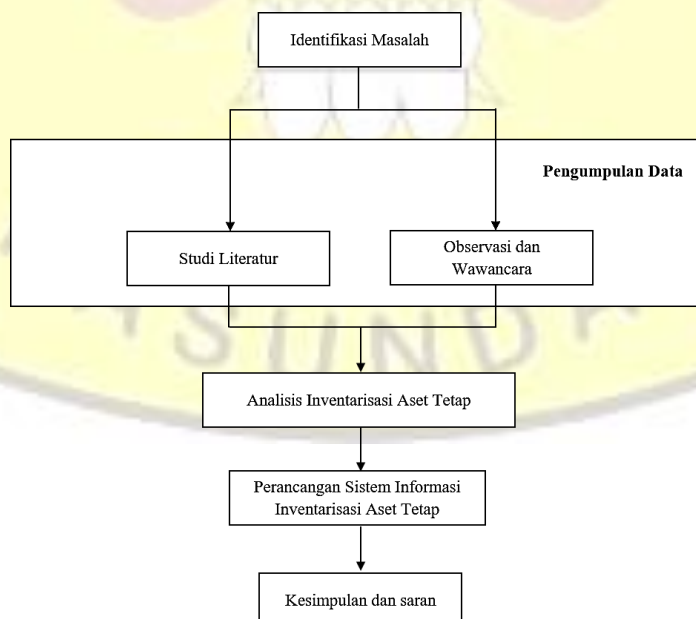 Identifikasi Masalah
Pengumpulan Data
Studi Literatur
Observasi dan
Wawancara
ASUNDA
Analisis Inventarisasi Aset Tetap
Perancangan Sistem Informasi
Inventarisasi Aset Tetap
Kesimpulan dan saran